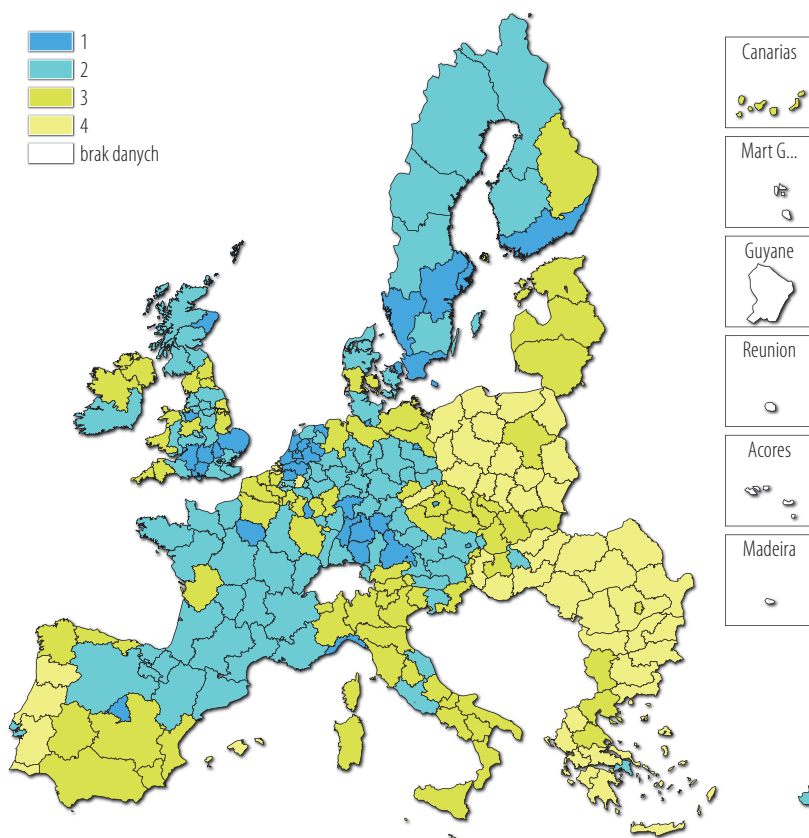 1
2
3
4
brak danych
Canarias
Mart G...
Guyane
Reunion
Acores
Madeira